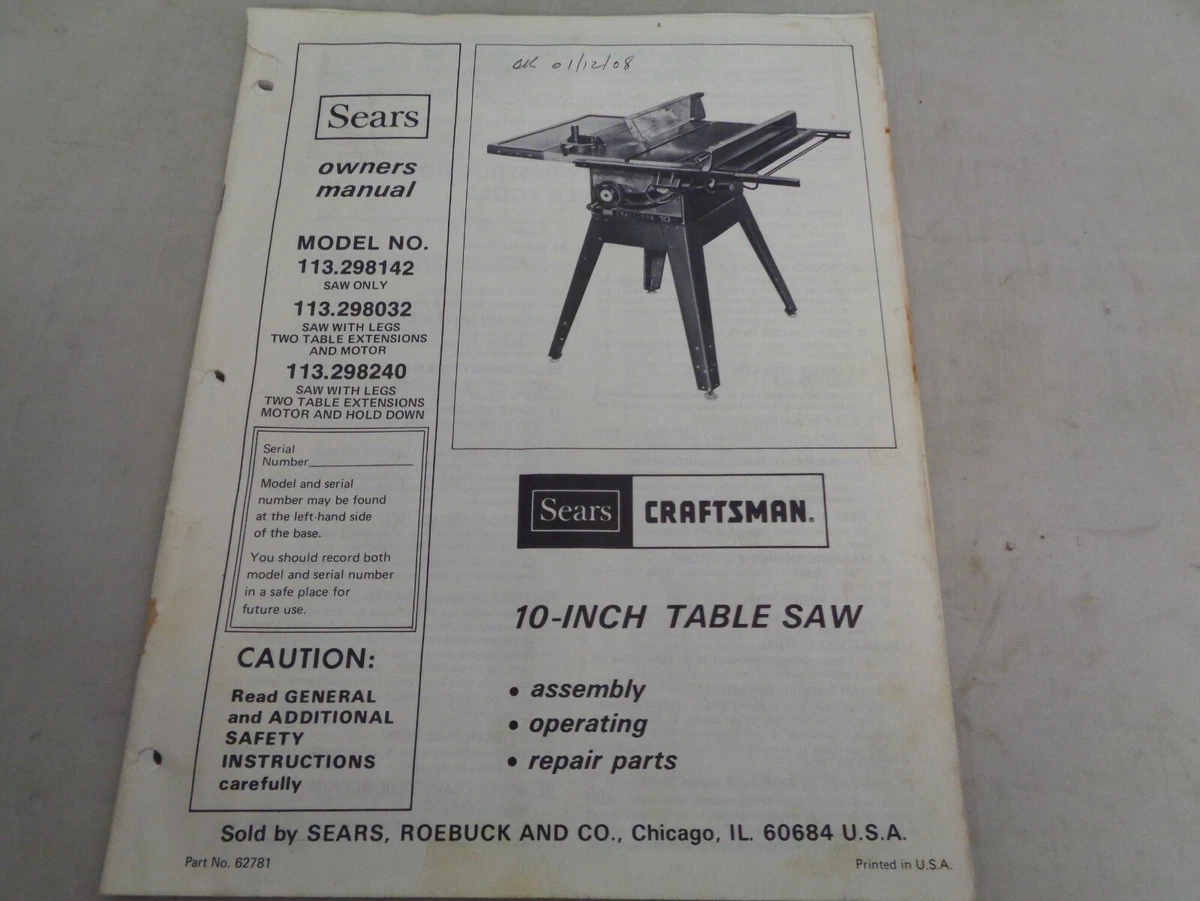 Sears
owners
manual
MODEL NO.
113.298142
SAW ONLY
113.298032
SAW WITH LEGS
TWO TABLE EXTENSIONS
AND MOTOR
113.298240
SAW WITH LEGS
TWO TABLE EXTENSIONS
MOTOR AND HOLD DOWN
Serial
Number
Model and serial
number may be found
at the left-hand side
of the base.
You should record both
model and serial number
in a safe place for
future use.
CAUTION:
Read GENERAL
and ADDITIONAL
SAFETY
INSTRUCTIONS
carefully
01/12/08
CRAFTSMAN 10
Sears CRAFTSMAN.
10-INCH TABLE SAW
• assembly
• operating
• repair parts
Sold by SEARS, ROEBUCK AND CO., Chicago, IL. 60684 U.S.A.
Part No. 62781
Printed in U.S.A.